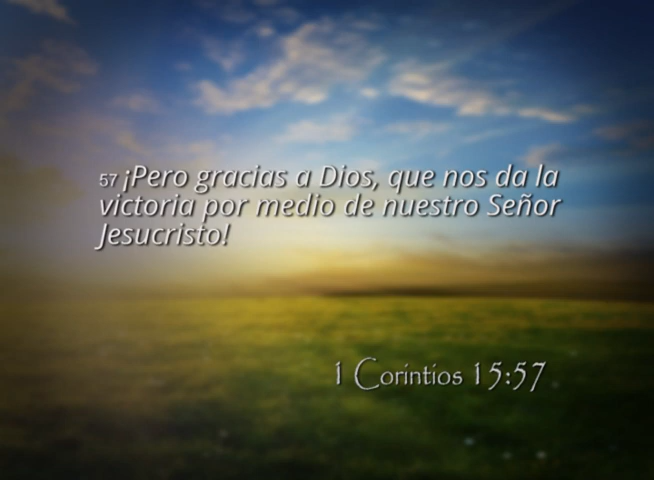 57 ¡Pero gracias a Dios, que nos da la
victoria por medio de nuestro Señor
Jesucristo!
1 Corintios 15:57